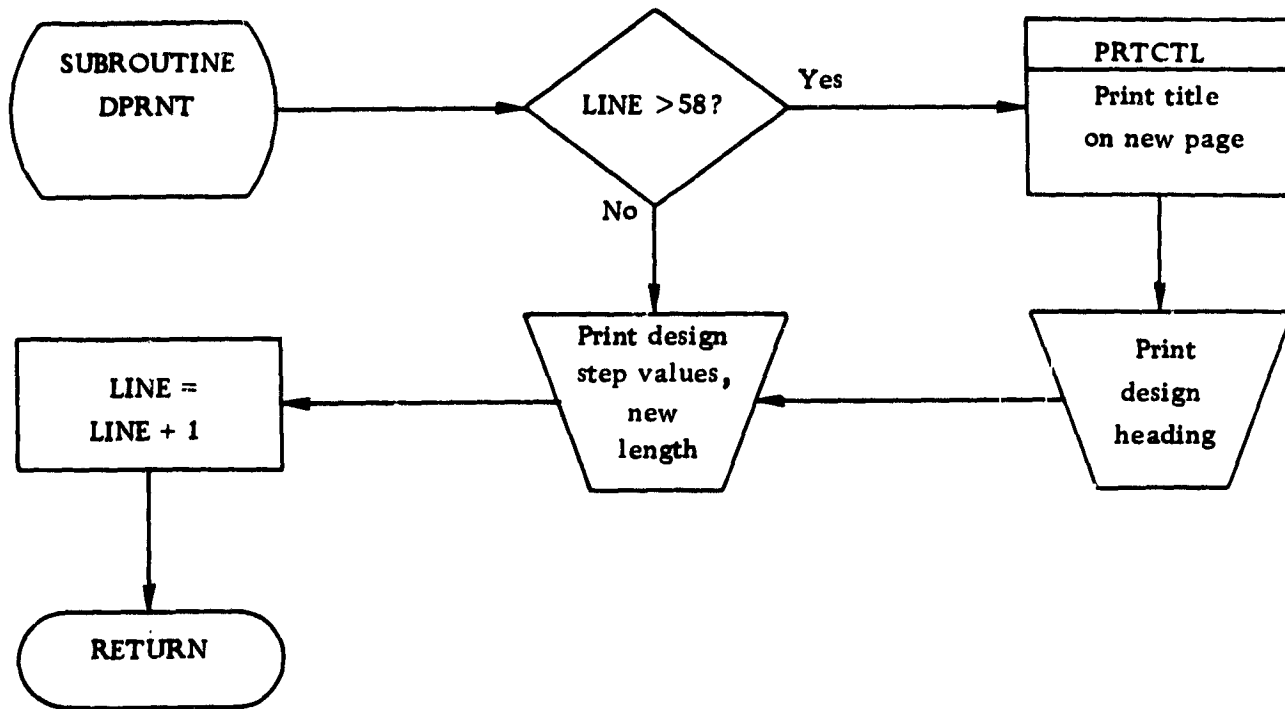 SUBROUTINE
DPRNT
LINE >58?
Yes
No
PRTCTL
Print title
on new page
Print
design
heading
Print design
step values,
new
length
LINE =
LINE + 1
RETURN